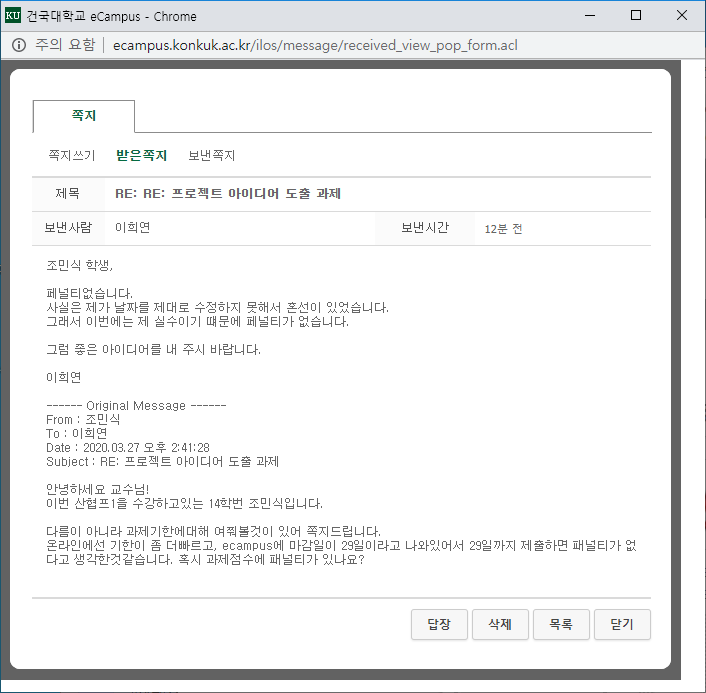 KU 건국대학교 eCampus - Chrome
주의 요함 | ecampus.konkuk.ac.kr/ilos/message/received_view_pop_form.acl
쪽지
쪽지쓰기 받은쪽지 보낸쪽지
제목 RE: RE: 프로젝트 아이디어 도출 과제
보낸사람 이희연 보낸시간 12분 전
조민식 학생,
페널티없습니다.
사실은 제가 날짜를 제대로 수정하지 못해서 혼선이 있었습니다.
그래서 이번에는 제 실수이기 떄문에 페널티가 없습니다.
그럼 좋은 아이디어를 내 주시 바랍니다.
이희연
------ Original Message ------
From : 조민식
To : 이희연
Date : 2020.03.27 오후 2:41:28
Subject : RE: 프로젝트 아이디어 도출 과제
안녕하세요 교수님!
이번 산협프1을 수강하고있는 14학번 조민식입니다.
다름이 아니라 과제기한에대해 여쭤볼것이 있어 쪽지드립니다.
온라인에선 기한이 좀 더빠르고, ecampus에 마감일이 29일이라고 나와있어서 29일까지 제출하면 패널티가 없
다고 생각한것같습니다. 혹시 과제점수에 패널티가 있나요?
답장 삭제 목록 닫기